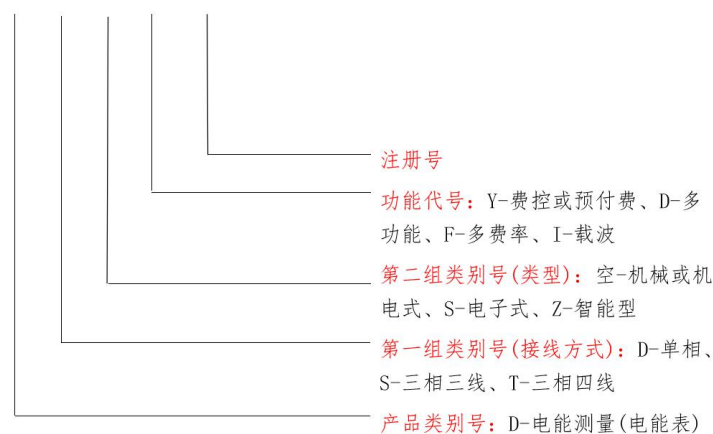 注册号
功能代号：Y-费控或预付费、D-多
功能、F-多费率、I-载波
第二组类别号(类型)：空-机械或机
电式、S-电子式、Z-智能型
第一组类别号(接线方式)：D-单相、
S-三相三线、T-三相四线
产品类别号：D-电能测量(电能表)